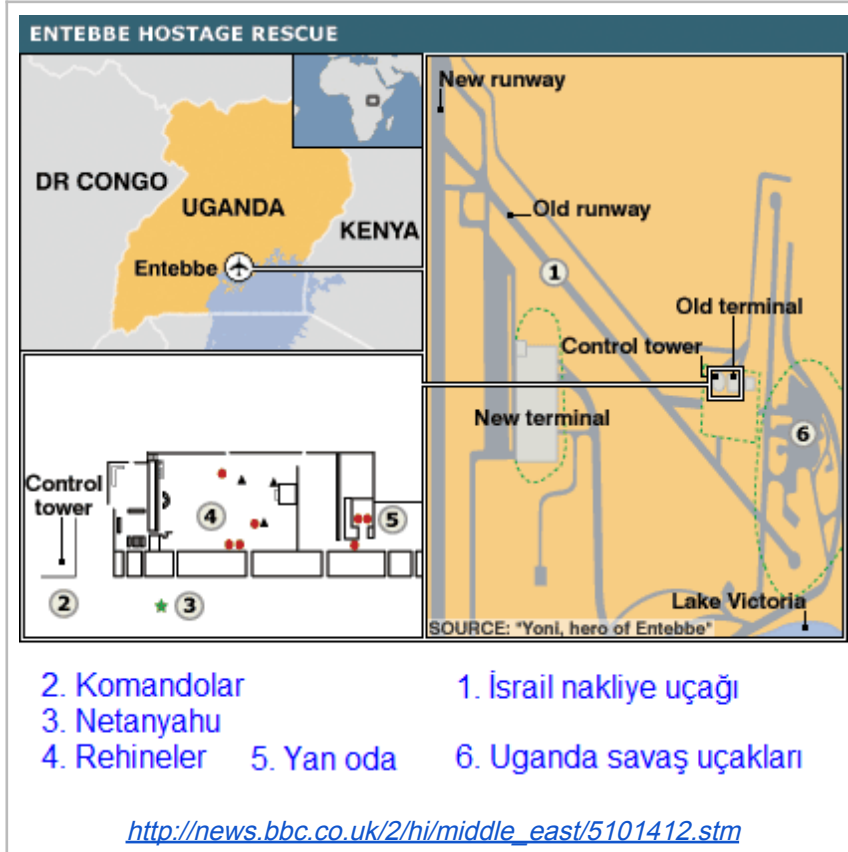 ENTEBBE HOSTAGE RESCUE
DR CONGO
UGANDA
KENYA
Entebbe
New runway
Old runway
1
Old terminal
Control tower
New terminal
6
Lake Victoria
SOURCE: "Yoni, hero of Entebbe"
Control
tower
4
5
2
3
2. Komandolar
3. Netanyahu
4. Rehineler
5. Yan oda
1. İsrail nakliye uçağı
6. Uganda savaş uçakları
http://news.bbc.co.uk/2/hi/middle_east/5101412.stm